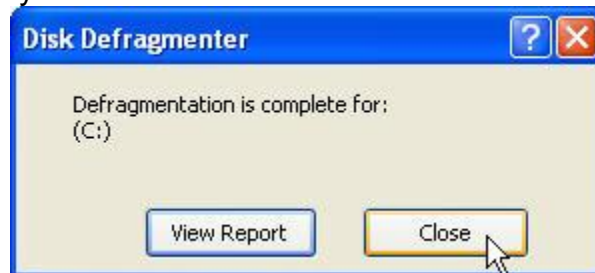 Disk Defragmenter
Defragmentation is complete for:
(C:)
View Report
Close